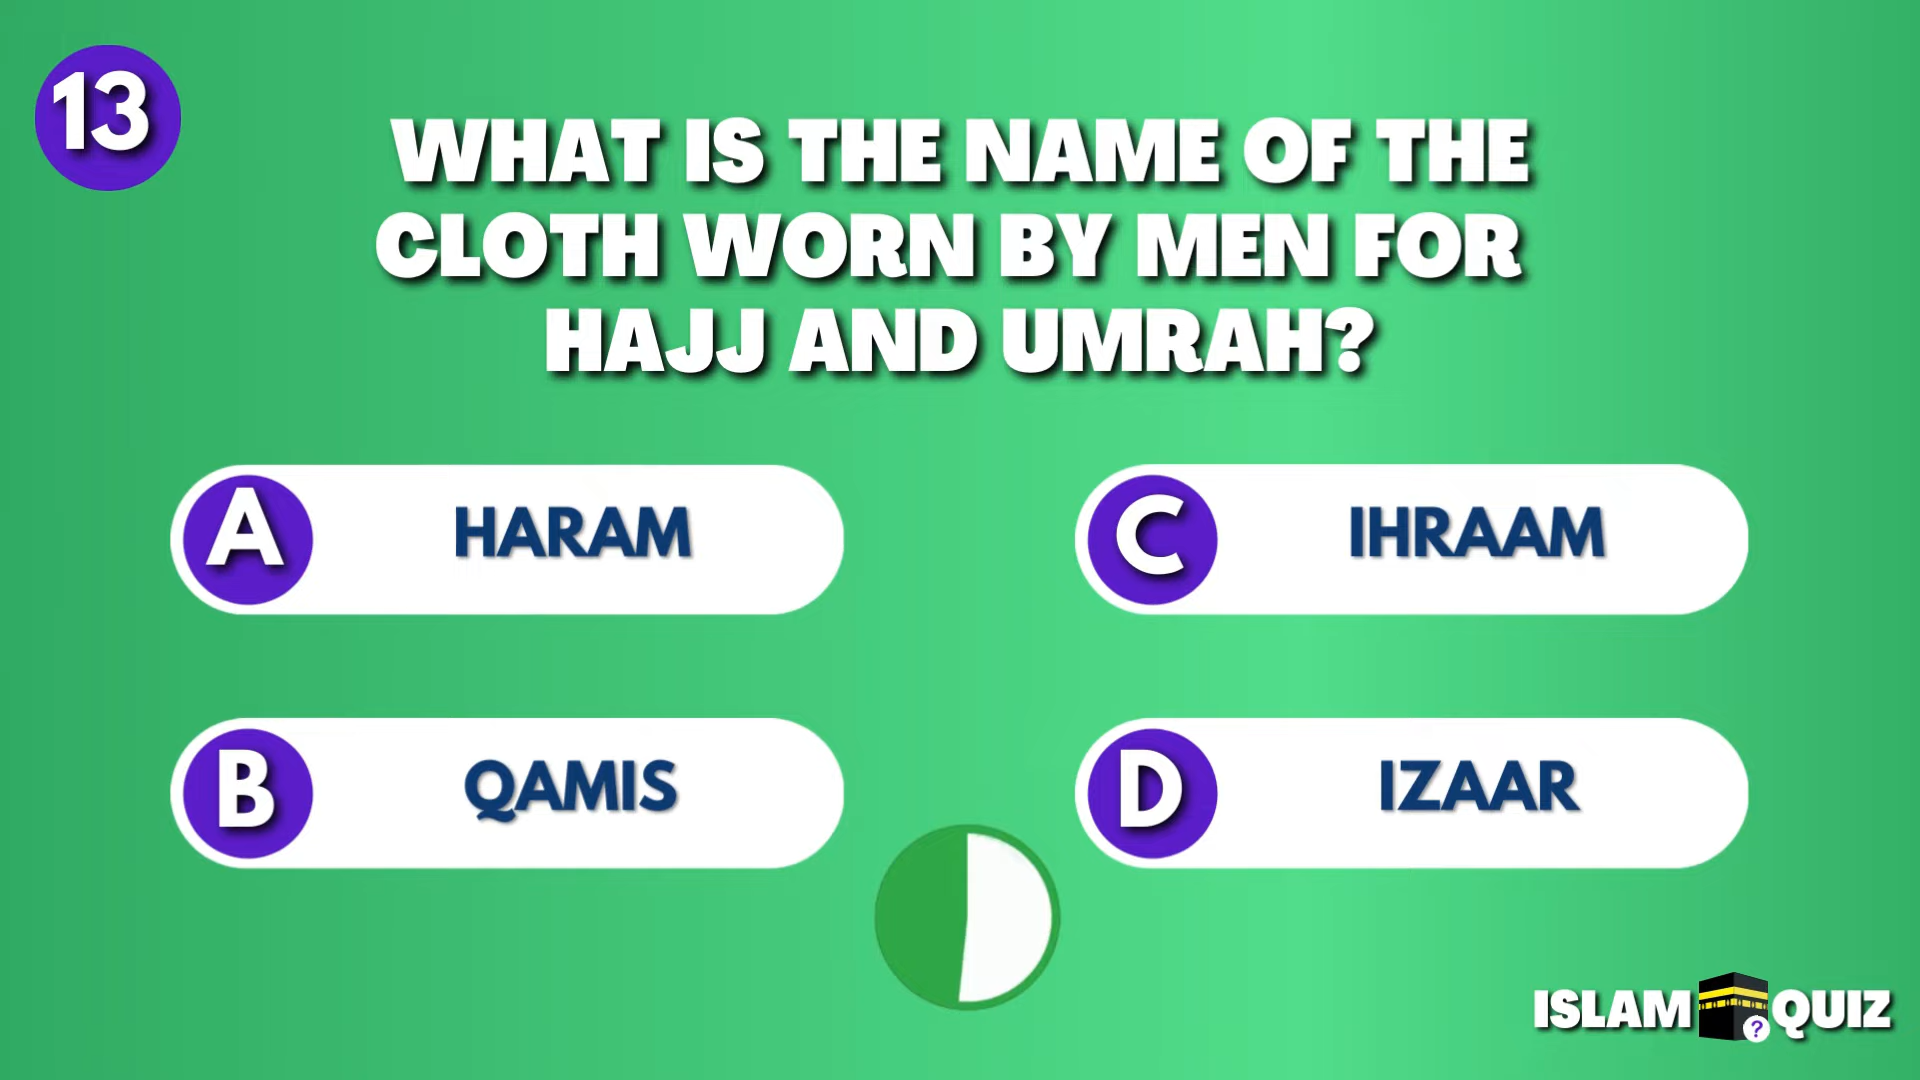 13
WHAT IS THE NAME OF THE
CLOTH WORN BY MEN FOR
HAJJ AND UMRAH?
A HARAM
C IHRAAM
B QAMIS
D IZAAR
ISLAM ? QUIZ